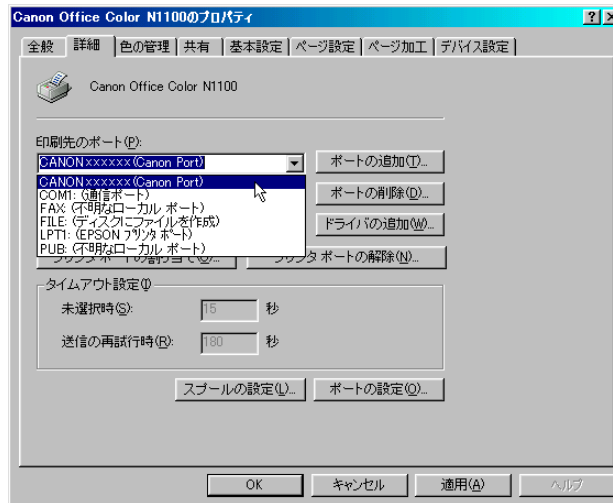 Canon Office Color N1100のプロパティ
全般 詳細 色の管理 共有 基本設定 ページ設定 ページ加工 デバイス設定
Canon Office Color N1100
印刷先のポート(P):
CANON××××××(Canon Port)
ポートの追加(T)...
CANON××××××(Canon Port)
COM1: (通信ポート)
FAX: (不明なローカル ポート)
FILE: (ディスクにファイルを作成)
LPT1: (EPSON プリンタ ポート)
PUB: (不明なローカル ポート)
ポートの削除(D)...
ドライバの追加(W)...
プリンタ ポートの解除(N)...
タイムアウト設定
未選択時(S): 15 秒
送信の再試行時(R): 180 秒
スプールの設定(L)... ポートの設定(O)...
OK キャンセル 適用(A) ヘルプ